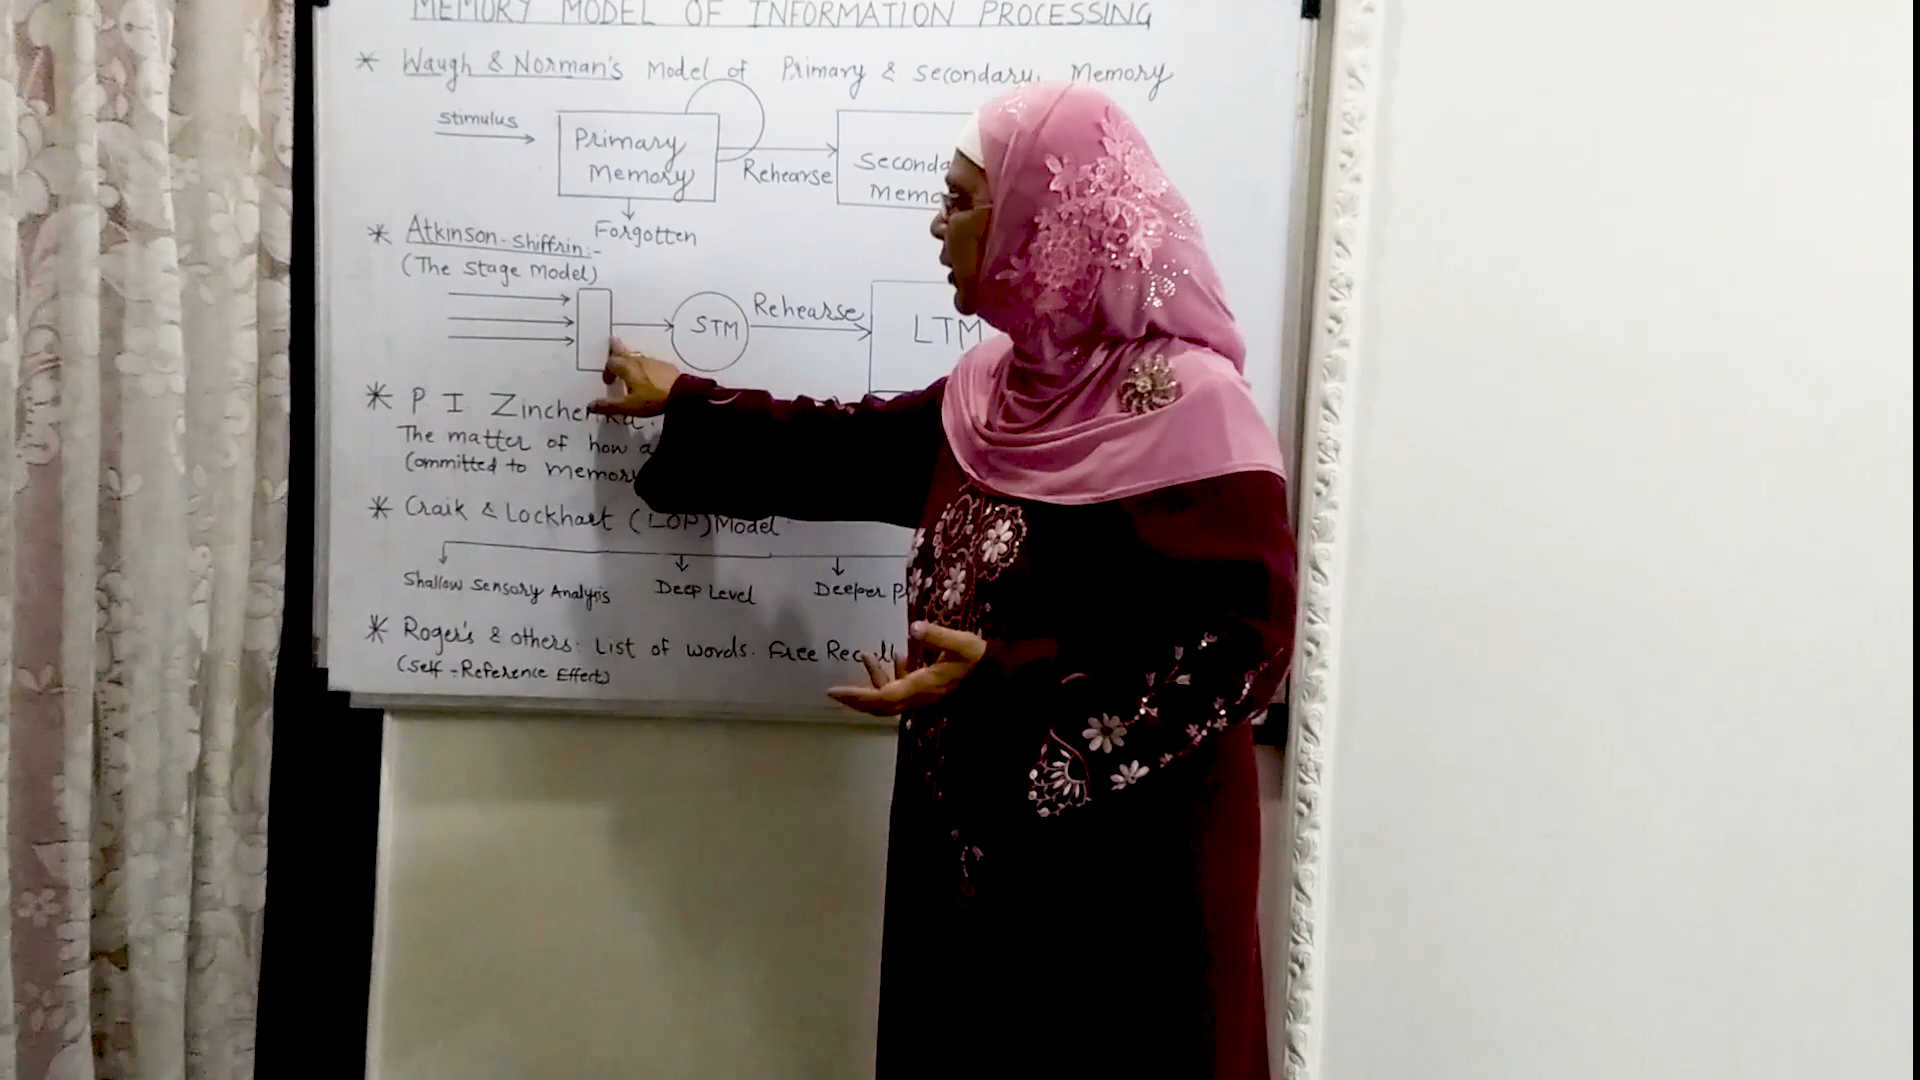 MEMORY MODEL OF INFORMATION PROCESSING
* Waugh & Norman's Model of Primary & Secondary. Memory
Stimulus
Primary
Memory
Rehearse
Seconda
Memo
Forgotten
* Atkinson-Shiffrin:-
(The Stage Model)
STM
Rehearse
LTM
* P I Zinchenko:
The matter of how a
Committed to memory
* Craik & Lockhart (LOP) Model
Shallow Sensory Analysis
Deep Level
Deeper P
* Roger's & others: List of words. Free Recall
(Self-Reference Effect)